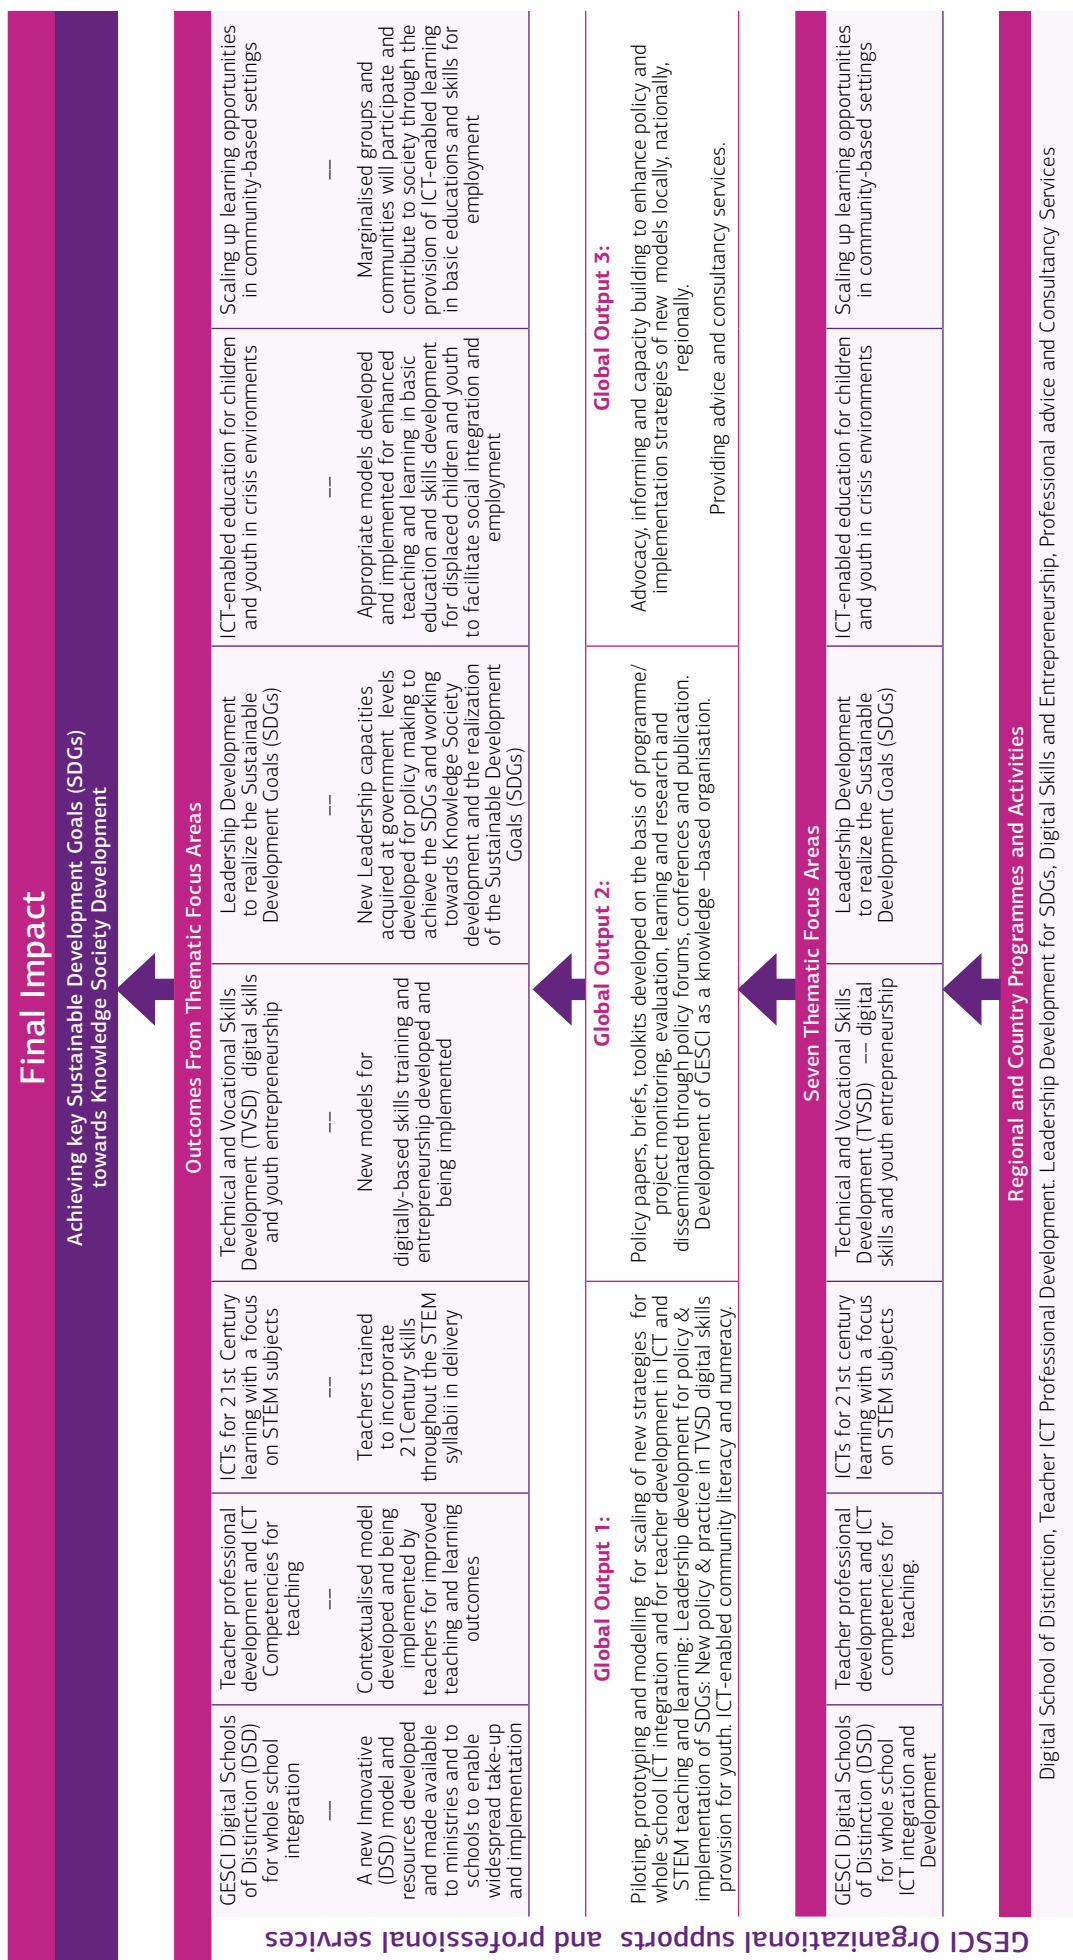 Final Impact
Achieving key Sustainable Development Goals (SDGs)
towards Knowledge Society Development
Outcomes From Thematic Focus Areas
GESCI Digital Schools
of Distinction (DSD)
for whole school
integration
––
A new Innovative
(DSD) model and
resources developed
and made available
to ministries and to
schools to enable
widespread take-up
and implementation
Teacher professional
development and ICT
Competencies for
teaching
––
Contextualised model
developed and being
implemented by
teachers for improved
teaching and learning
outcomes
ICTs for 21st Century
learning with a focus
on STEM subjects
––
Teachers trained
to incorporate
21Century skills
throughout the STEM
syllabii in delivery
Technical and Vocational Skills
Development (TVSD) digital skills
and youth entrepreneurship
––
New models for
digitally-based skills training and
entrepreneurship developed and
being implemented
Leadership Development
to realize the Sustainable
Development Goals (SDGs)
––
New Leadership capacities
acquired at government levels
developed for policy making to
achieve the SDGs and working
towards Knowledge Society
development and the realization
of the Sustainable Development
Goals (SDGs)
ICT-enabled education for children
and youth in crisis environments
––
Appropriate models developed
and implemented for enhanced
teaching and learning in basic
education and skills development
for displaced children and youth
to facilitate social integration and
employment
Scaling up learning opportunities
in community-based settings
––
Marginalised groups and
communities will participate and
contribute to society through the
provision of ICT-enabled learning
in basic educations and skills for
employment
Global Output 1:
Piloting, prototyping and modelling for scaling of new strategies for
whole school ICT integration and for teacher development in ICT and
STEM teaching and learning: Leadership development for policy &
implementation of SDGs: New policy & practice in TVSD digital skills
provision for youth. ICT-enabled community literacy and numeracy.
Global Output 2:
Policy papers, briefs, toolkits developed on the basis of programme/
project monitoring, evaluation, learning and research and
disseminated through policy forums, conferences and publication.
Development of GESCI as a knowledge –based organisation.
Global Output 3:
Advocacy, informing and capacity building to enhance policy and
implementation strategies of new models locally, nationally,
regionally.
Providing advice and consultancy services.
Seven Thematic Focus Areas
GESCI Digital Schools
of Distinction (DSD)
for whole school
ICT integration and
Development
Teacher professional
development and ICT
competencies for
teaching.
ICTs for 21st century
learning with a focus
on STEM subjects
Technical and Vocational Skills
Development (TVSD) –– digital
skills and youth entrepreneurship
Leadership Development
to realize the Sustainable
Development Goals (SDGs)
ICT-enabled education for children
and youth in crisis environments
Scaling up learning opportunities
in community-based settings
Regional and Country Programmes and Activities
Digital School of Distinction, Teacher ICT Professional Development. Leadership Development for SDGs, Digital Skills and Entrepreneurship, Professional advice and Consultancy Services
GESCI Organizational supports and professional services